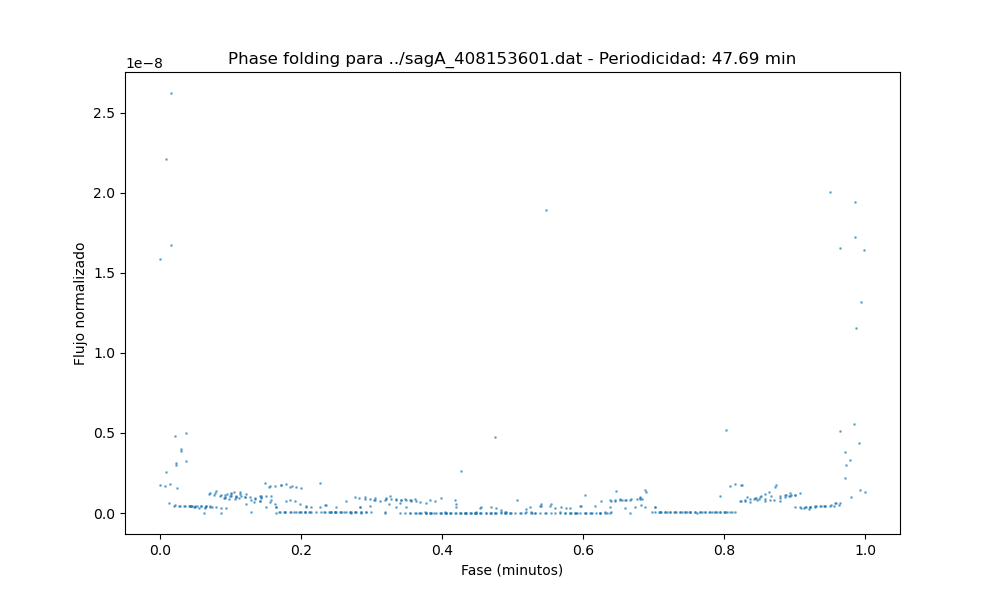 Phase folding para ../sagA_408153601.dat - Periodicidad: 47.69 min
1e−8
2.5
2.0
1.5
1.0
0.5
0.0
Flujo normalizado
0.0 0.2 0.4 0.6 0.8 1.0
Fase (minutos)